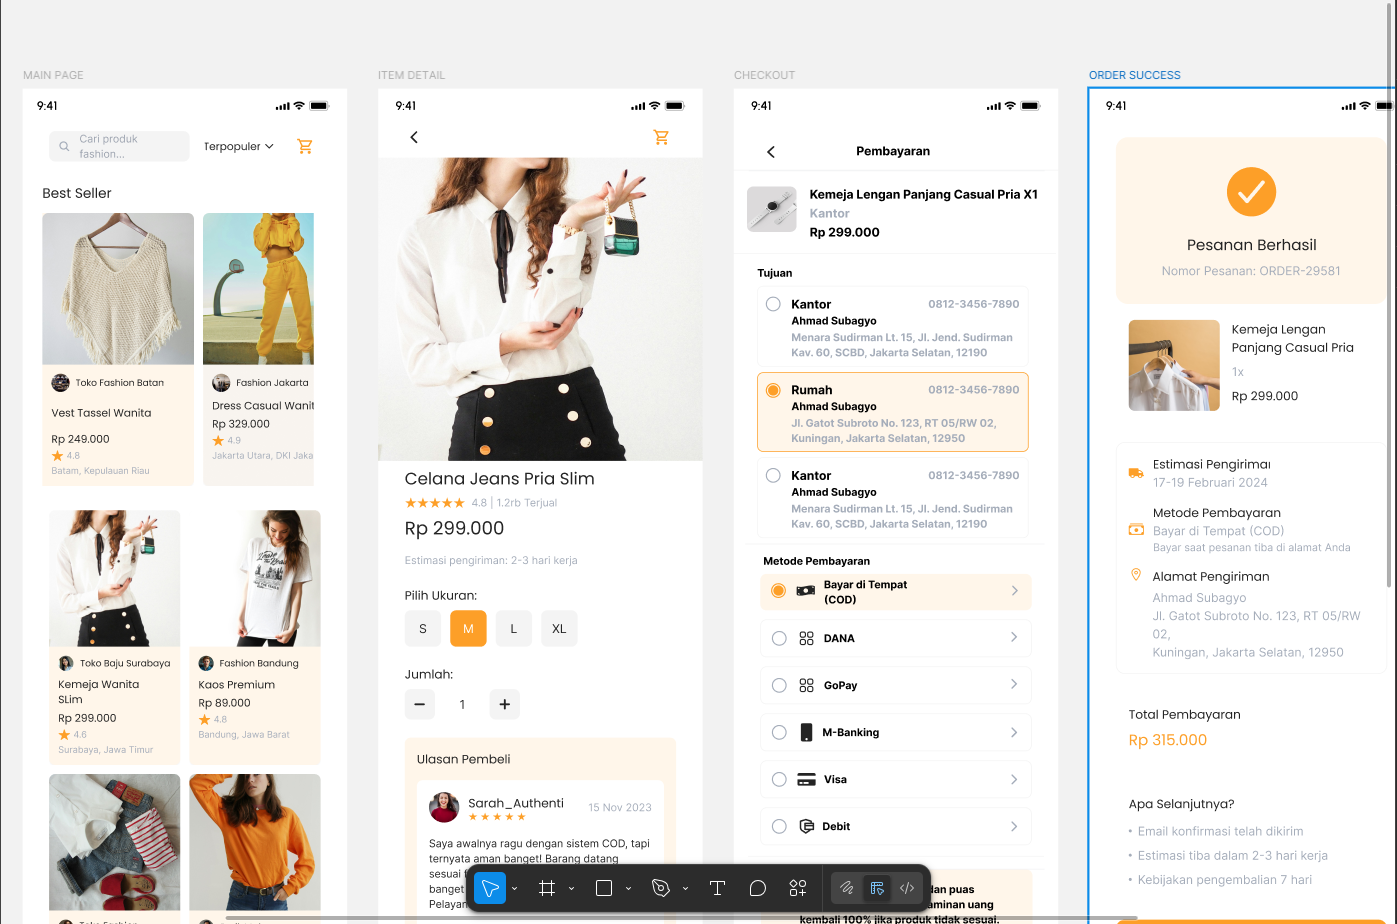 MAIN PAGE
9:41
Cari produk
fashion...
Terpopuler
Best Seller
Toko Fashion Batan
Vest Tassel Wanita
Rp 249.000
4.8
Batam, Kepulauan Riau
Fashion Jakarta
Dress Casual Wanit
Rp 329.000
4.9
Jakarta Utara, DKI Jaka
Toko Baju Surabaya
Kemeja Wanita
SLim
Rp 299.000
4.6
Surabaya, Jawa Timur
Fashion Bandung
Kaos Premium
Rp 89.000
4.8
Bandung, Jawa Barat
ITEM DETAIL
9:41
Celana Jeans Pria Slim
4.8 | 1.2rb Terjual
Rp 299.000
Estimasi pengiriman: 2-3 hari kerja
Pilih Ukuran:
S M L XL
Jumlah:
1
Ulasan Pembeli
Sarah_Authenti
15 Nov 2023
Saya awalnya ragu dengan sistem COD, tapi
ternyata aman banget! Barang datang
sesuai
banget
Pelayan
CHECKOUT
9:41
Pembayaran
Kemeja Lengan Panjang Casual Pria X1
Kantor
Rp 299.000
Tujuan
Kantor 0812-3456-7890
Ahmad Subagyo
Menara Sudirman Lt. 15, Jl. Jend. Sudirman
Kav. 60, SCBD, Jakarta Selatan, 12190
Rumah 0812-3456-7890
Ahmad Subagyo
Jl. Gatot Subroto No. 123, RT 05/RW 02,
Kuningan, Jakarta Selatan, 12950
Kantor 0812-3456-7890
Ahmad Subagyo
Menara Sudirman Lt. 15, Jl. Jend. Sudirman
Kav. 60, SCBD, Jakarta Selatan, 12190
Metode Pembayaran
Bayar di Tempat
(COD)
DANA
GoPay
M-Banking
Visa
Debit
dan puas
aminan uang
kembali 100% jika produk tidak sesuai.
ORDER SUCCESS
9:41
Pesanan Berhasil
Nomor Pesanan: ORDER-29581
Kemeja Lengan
Panjang Casual Pria
1x
Rp 299.000
Estimasi Pengirimaı
17-19 Februari 2024
Metode Pembayaran
Bayar di Tempat (COD)
Bayar saat pesanan tiba di alamat Anda
Alamat Pengiriman
Ahmad Subagyo
Jl. Gatot Subroto No. 123, RT 05/RW
02,
Kuningan, Jakarta Selatan, 12950
Total Pembayaran
Rp 315.000
Apa Selanjutnya?
• Email konfirmasi telah dikirim
• Estimasi tiba dalam 2-3 hari kerja
• Kebijakan pengembalian 7 hari